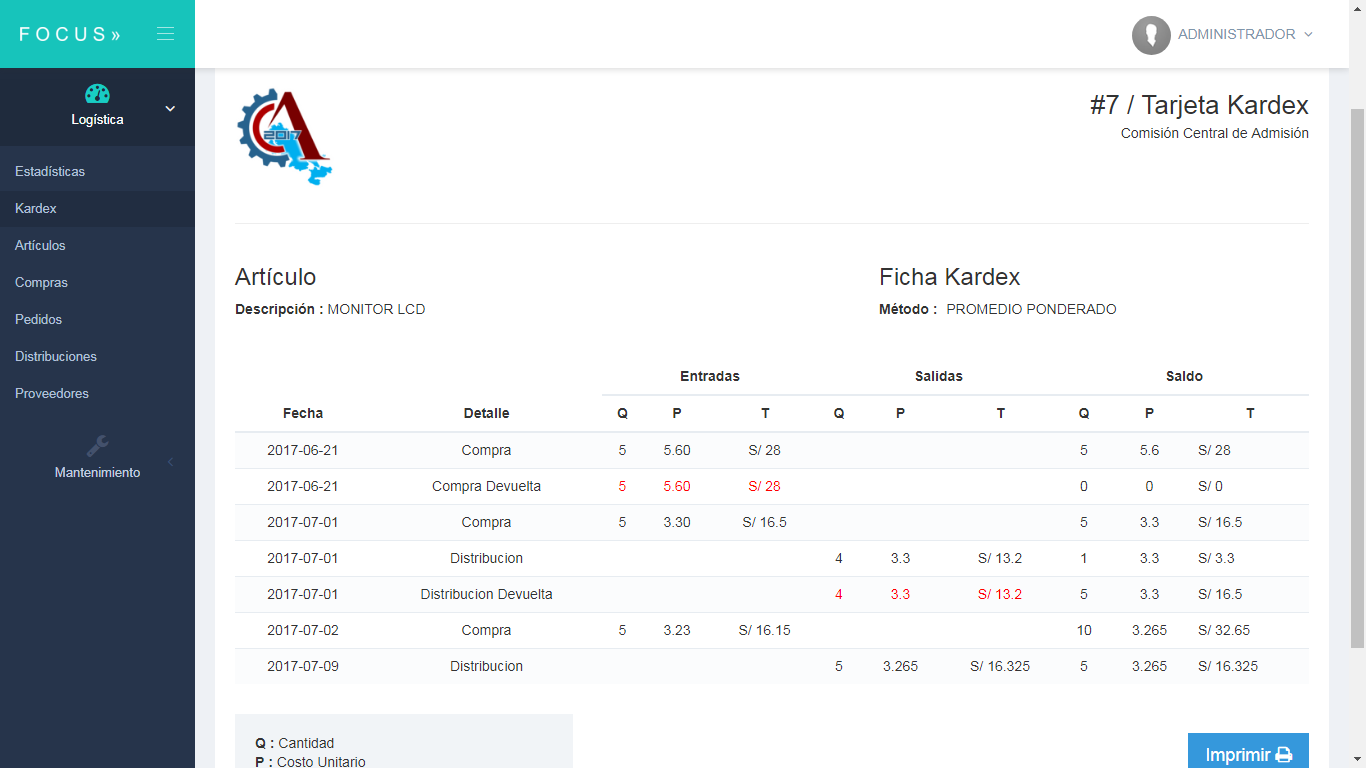 FOCUS»
ADMINISTRADOR
Logística
Estadísticas
Kardex
Artículos
Compras
Pedidos
Distribuciones
Proveedores
Mantenimiento
2017
#7 / Tarjeta Kardex
Comisión Central de Admisión
Artículo
Descripción : MONITOR LCD
Ficha Kardex
Método : PROMEDIO PONDERADO
Entradas Salidas Saldo
Fecha Detalle Q P T Q P T Q P T
2017-06-21 Compra 5 5.60 S/ 28 5 5.6 S/ 28
2017-06-21 Compra Devuelta 5 5.60 S/ 28 0 0 S/ 0
2017-07-01 Compra 5 3.30 S/ 16.5 5 3.3 S/ 16.5
2017-07-01 Distribucion 4 3.3 S/ 13.2 1 3.3 S/ 3.3
2017-07-01 Distribucion Devuelta 4 3.3 S/ 13.2 5 3.3 S/ 16.5
2017-07-02 Compra 5 3.23 S/ 16.15 10 3.265 S/ 32.65
2017-07-09 Distribucion 5 3.265 S/ 16.325 5 3.265 S/ 16.325
Q : Cantidad
P : Costo Unitario
Imprimir